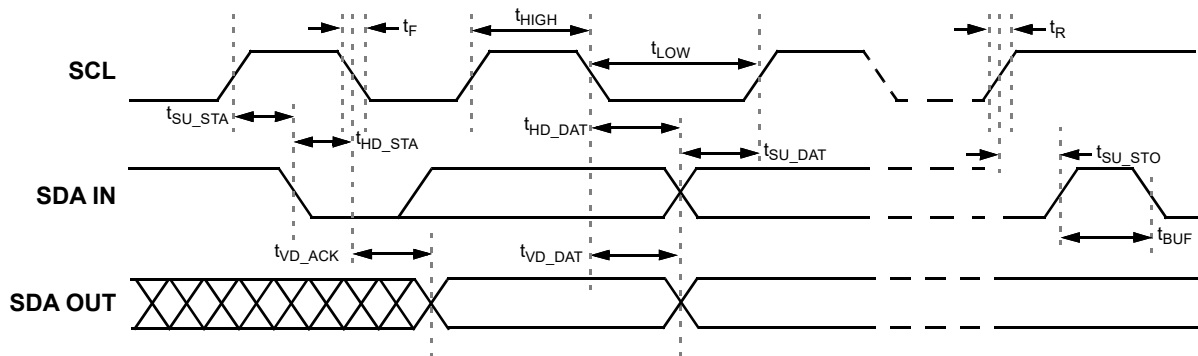 t_HIGH
t_F
t_R
t_LOW
SCL
t_SU_STA
t_HD_DAT
t_HD_STA
t_SU_DAT
t_SU_STO
SDA IN
t_VD_ACK
t_VD_DAT
t_BUF
SDA OUT